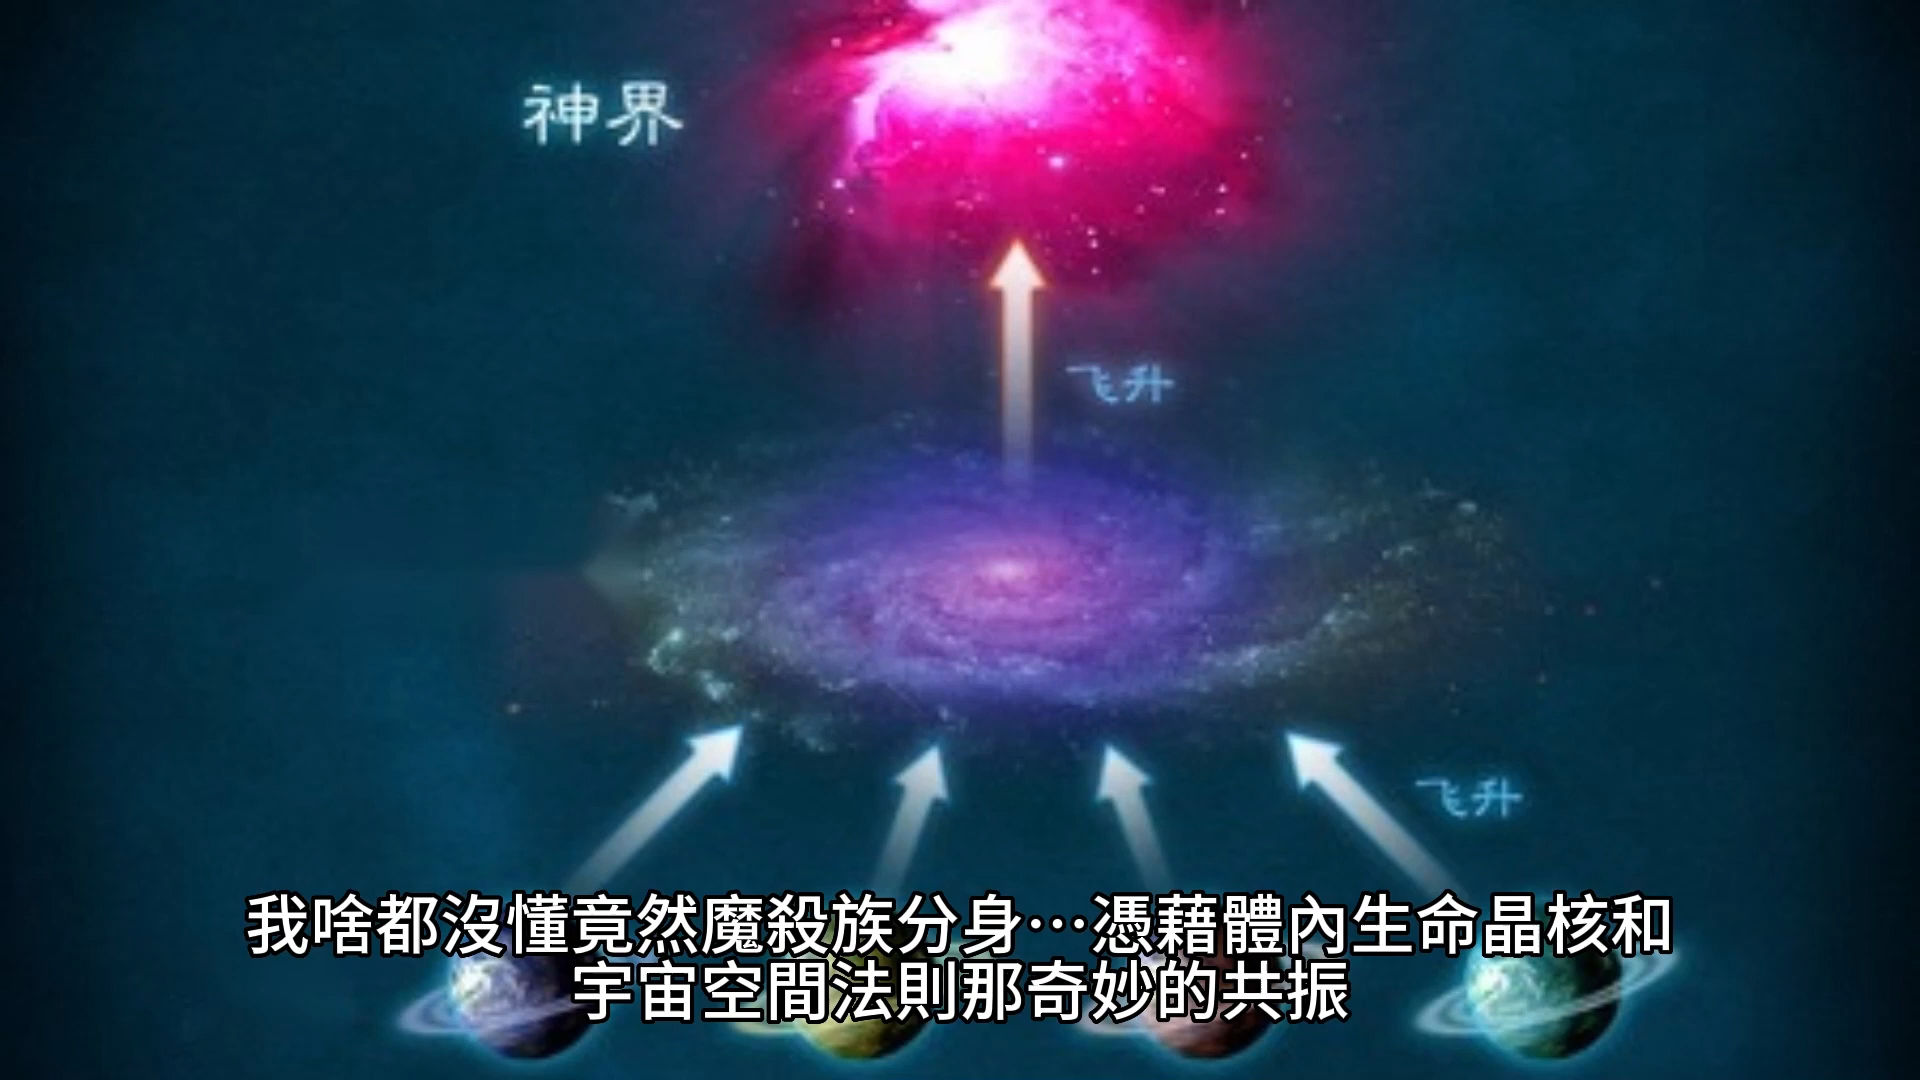 神界
飞升
飞升
我啥都沒懂竟然魔殺族分身…憑藉體內生命晶核和
宇宙空間法則那奇妙的共振